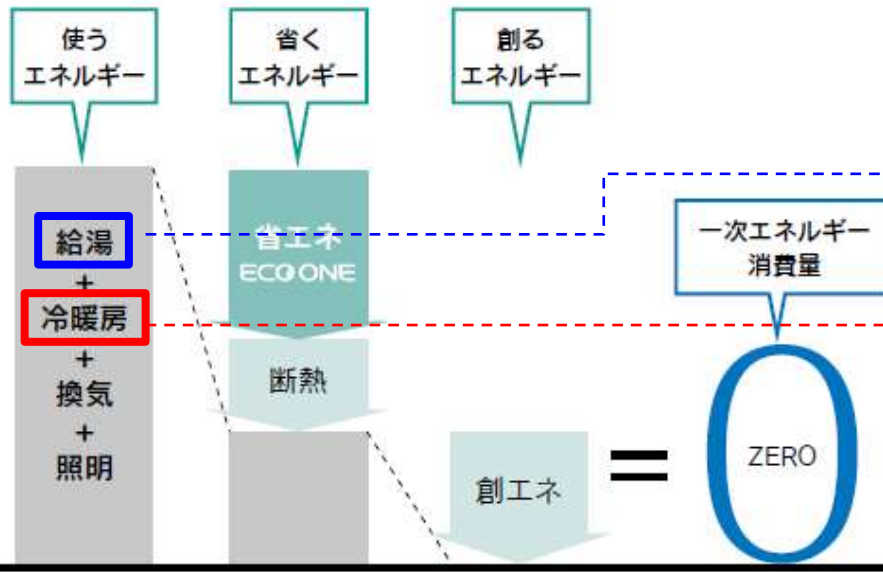 使う
エネルギー
省く
エネルギー
創る
エネルギー
給湯
+
冷暖房
+
換気
+
照明
省エネ
ECO ONE
断熱
創エネ
=
一次エネルギー
消費量
0
ZERO